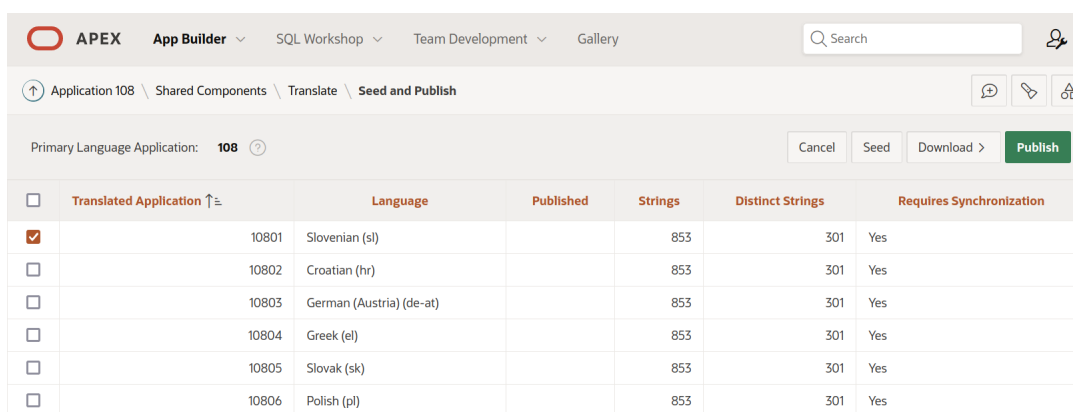 APEX App Builder SQL Workshop Team Development Gallery Search
Application 108 \ Shared Components \ Translate \ Seed and Publish
Primary Language Application: 108 ? Cancel Seed Download > Publish
Translated Application Language Published Strings Distinct Strings Requires Synchronization
10801 Slovenian (sl) 853 301 Yes
10802 Croatian (hr) 853 301 Yes
10803 German (Austria) (de-at) 853 301 Yes
10804 Greek (el) 853 301 Yes
10805 Slovak (sk) 853 301 Yes
10806 Polish (pl) 853 301 Yes